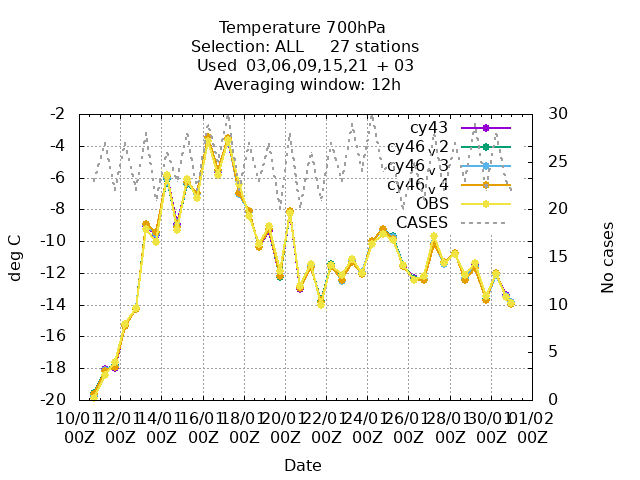 Temperature 700hPa
Selection: ALL 27 stations
Used 03,06,09,15,21 + 03
Averaging window: 12h
-2
-4
-6
-8
-10
-12
-14
-16
-18
-20
deg C
30
25
20
15
10
5
0
No cases
cy43
cy46_v_2
cy46_v_3
cy46_v_4
OBS
CASES
10/01 12/01 14/01 16/01 18/01 20/01 22/01 24/01 26/01 28/01 30/01 01/02
00Z 00Z 00Z 00Z 00Z 00Z 00Z 00Z 00Z 00Z 00Z 00Z
Date